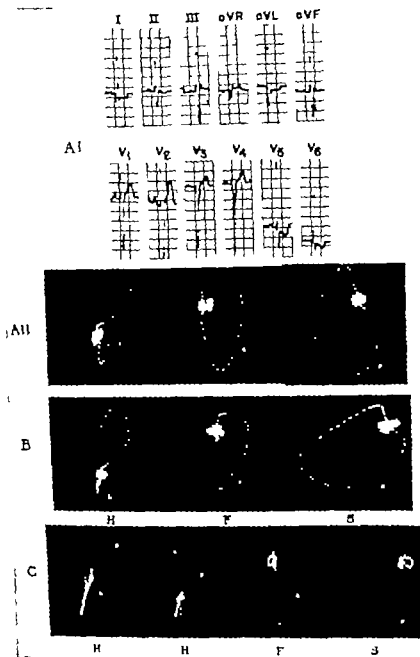 I II III aVR aVL aVF
AI
V1 V2 V3 V4 V5 V6
AII
B
H F S
C
H H F S